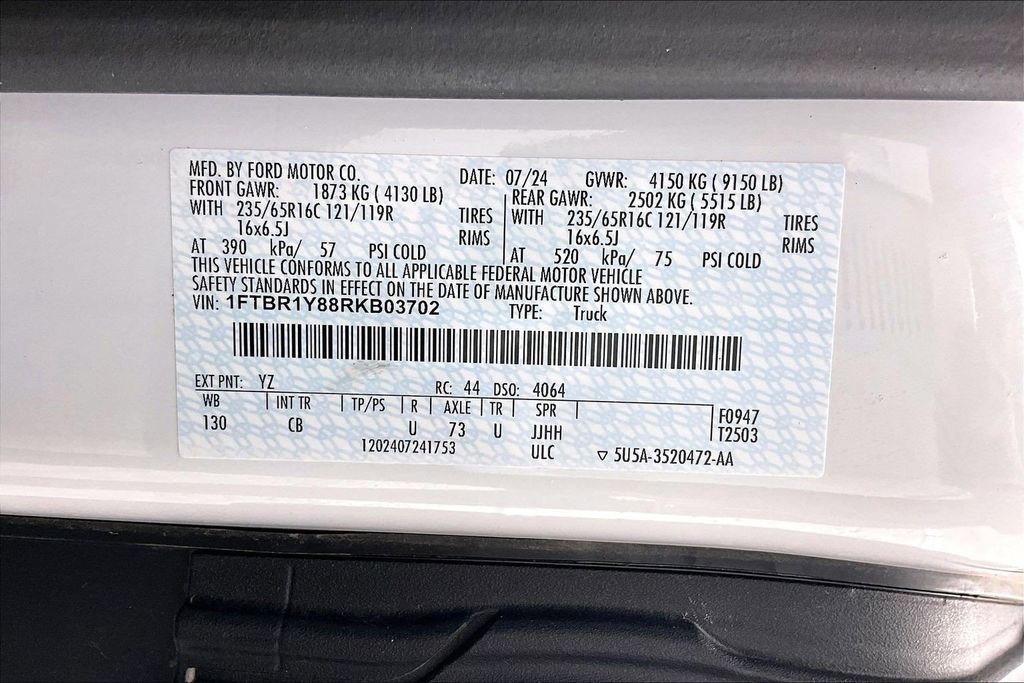 MFD. BY FORD MOTOR CO. DATE: 07/24 GVWR: 4150 KG ( 9150 LB)
FRONT GAWR: 1873 KG ( 4130 LB) REAR GAWR: 2502 KG ( 5515 LB)
WITH 235/65R16C 121/119R TIRES WITH 235/65R16C 121/119R TIRES
16x6.5J RIMS 16x6.5J RIMS
AT 390 kPa/ 57 PSI COLD AT 520 kPa/ 75 PSI COLD
THIS VEHICLE CONFORMS TO ALL APPLICABLE FEDERAL MOTOR VEHICLE
SAFETY STANDARDS IN EFFECT ON THE DATE OF MANUFACTURE SHOWN ABOVE.
VIN: 1FTBR1Y88RKB03702 TYPE: Truck
EXT PNT: YZ RC: 44 DSO: 4064
WB INT TR TP/PS R AXLE TR SPR F0947
130 CB U 73 U JJHH T2503
1202407241753 ULC ▽ 5U5A-3520472-AA